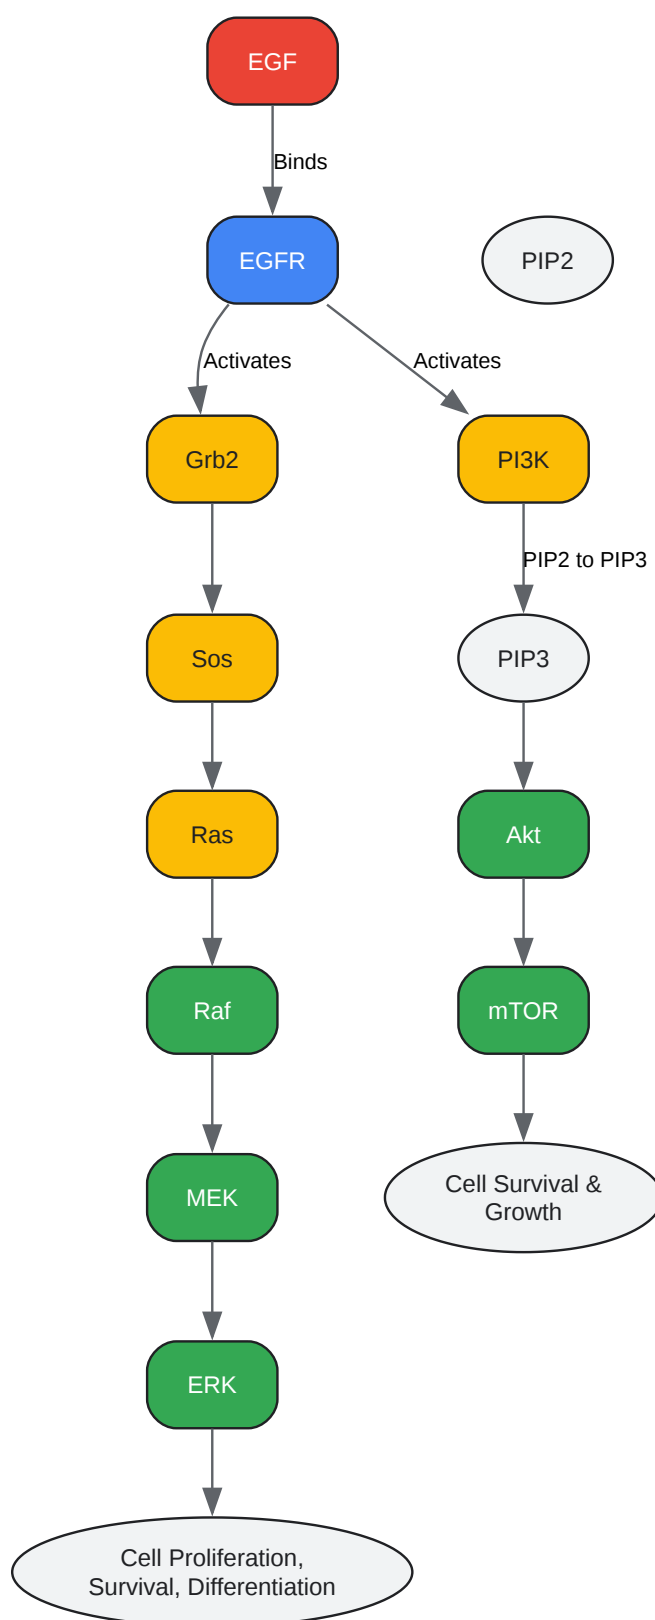 EGF
Binds
EGFR
PIP2
Activates
Activates
Grb2
PI3K
PIP2 to PIP3
Sos
PIP3
Ras
Akt
Raf
mTOR
MEK
Cell Survival &
Growth
ERK
Cell Proliferation,
Survival, Differentiation